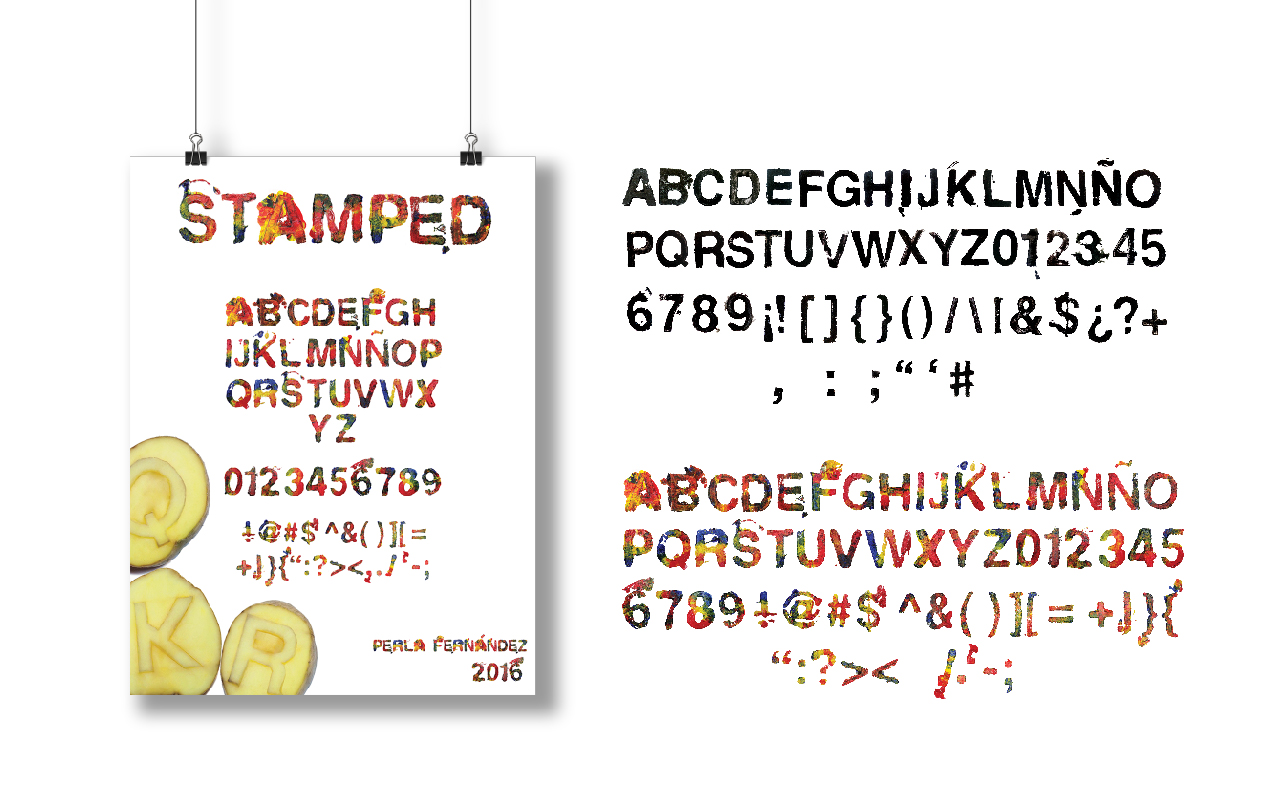 STAMPED
ABCDEFGH
IJKLMNÑOP
QRSTUVWX
YZ
0123456789
@#$^&()][=
+]}{“:?><,./‘-;
PERLA FERNÁNDEZ
2016
Q
K
R
ABCDEFGHIJKLMNÑO
PQRSTUVWXYZ012345
6789¡![]{}()/\|&$¿?+
, : ; “ ‘ #
ABCDEFGHIJKLMNÑO
PQRSTUVWXYZ012345
6789 @#$^&()][= +]}{
“:?>< /‘-;